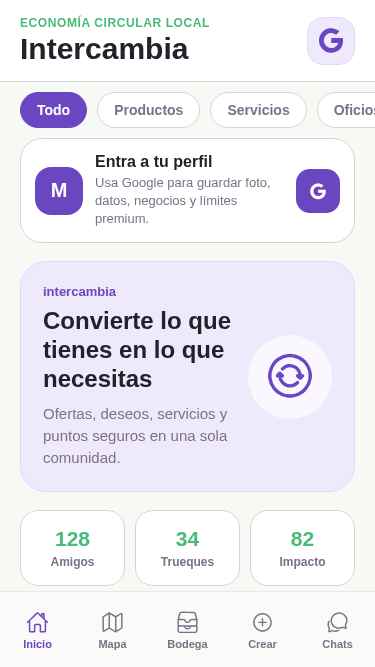 ECONOMÍA CIRCULAR LOCAL
Intercambia
G
Todo
Productos
Servicios
Oficios
M
Entra a tu perfil
Usa Google para guardar foto,
datos, negocios y límites
premium.
G
intercambia
Convierte lo que
tienes en lo que
necesitas
Ofertas, deseos, servicios y
puntos seguros en una sola
comunidad.
128
Amigos
34
Trueques
82
Impacto
Inicio
Mapa
Bodega
Crear
Chats